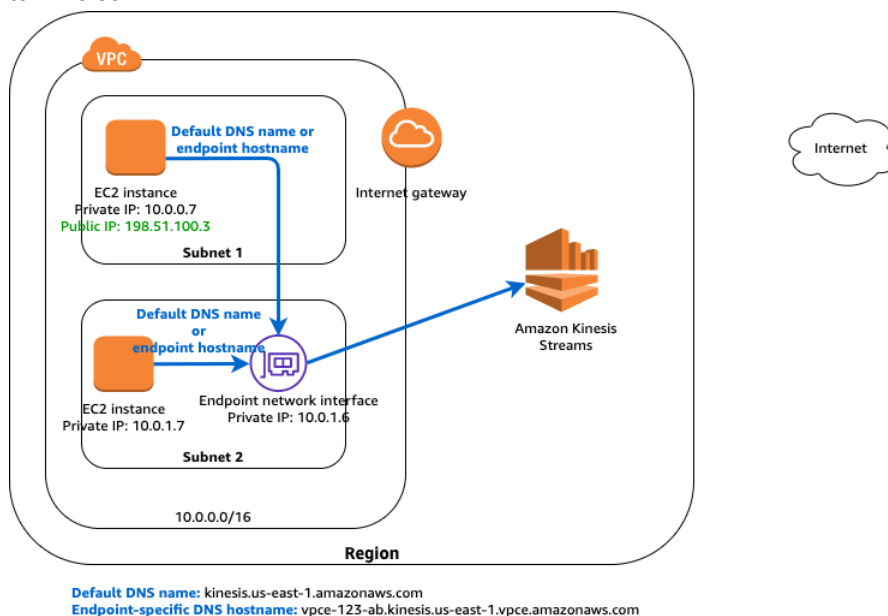 VPC
Default DNS name or
endpoint hostname
EC2 instance
Private IP: 10.0.0.7
Public IP: 198.51.100.3
Subnet 1
Internet gateway
Internet
Default DNS name
or
endpoint hostname
EC2 instance
Private IP: 10.0.1.7
Endpoint network interface
Private IP: 10.0.1.6
Subnet 2
Amazon Kinesis
Streams
10.0.0.0/16
Region
Default DNS name: kinesis.us-east-1.amazonaws.com
Endpoint-specific DNS hostname: vpce-123-ab.kinesis.us-east-1.vpce.amazonaws.com